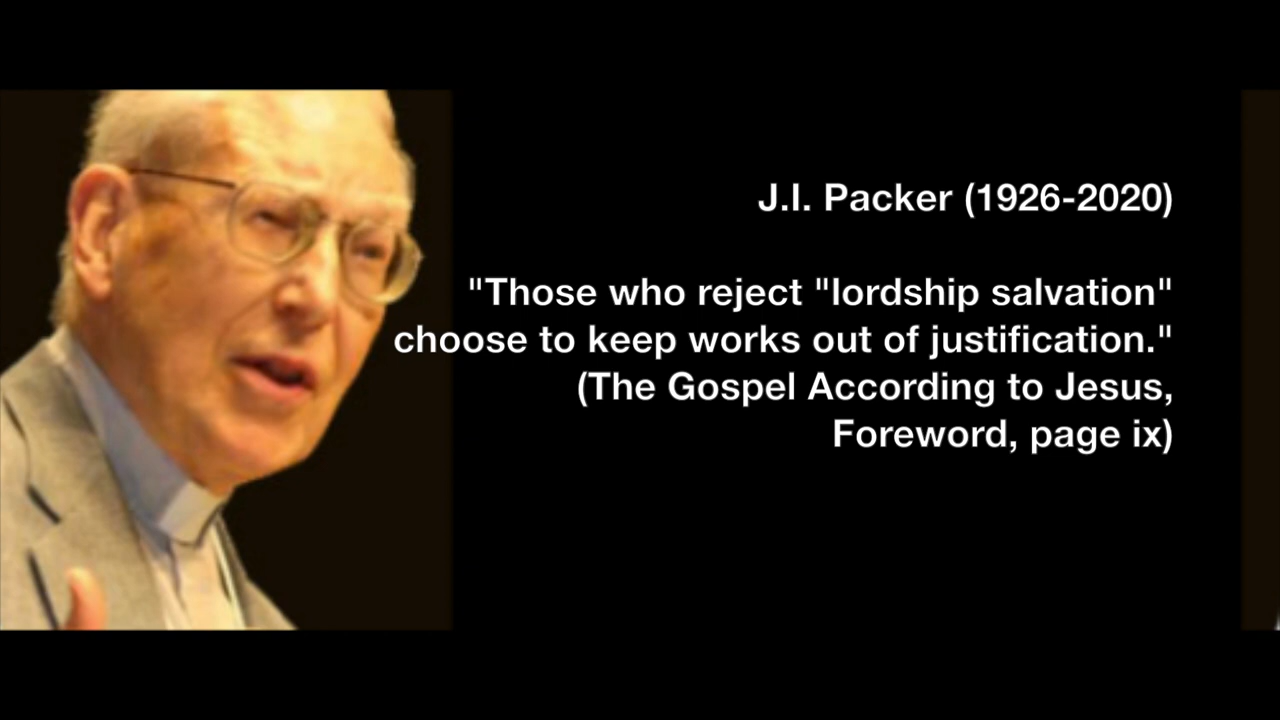 J.I. Packer (1926-2020)
"Those who reject "lordship salvation"
choose to keep works out of justification."
(The Gospel According to Jesus,
Foreword, page ix)